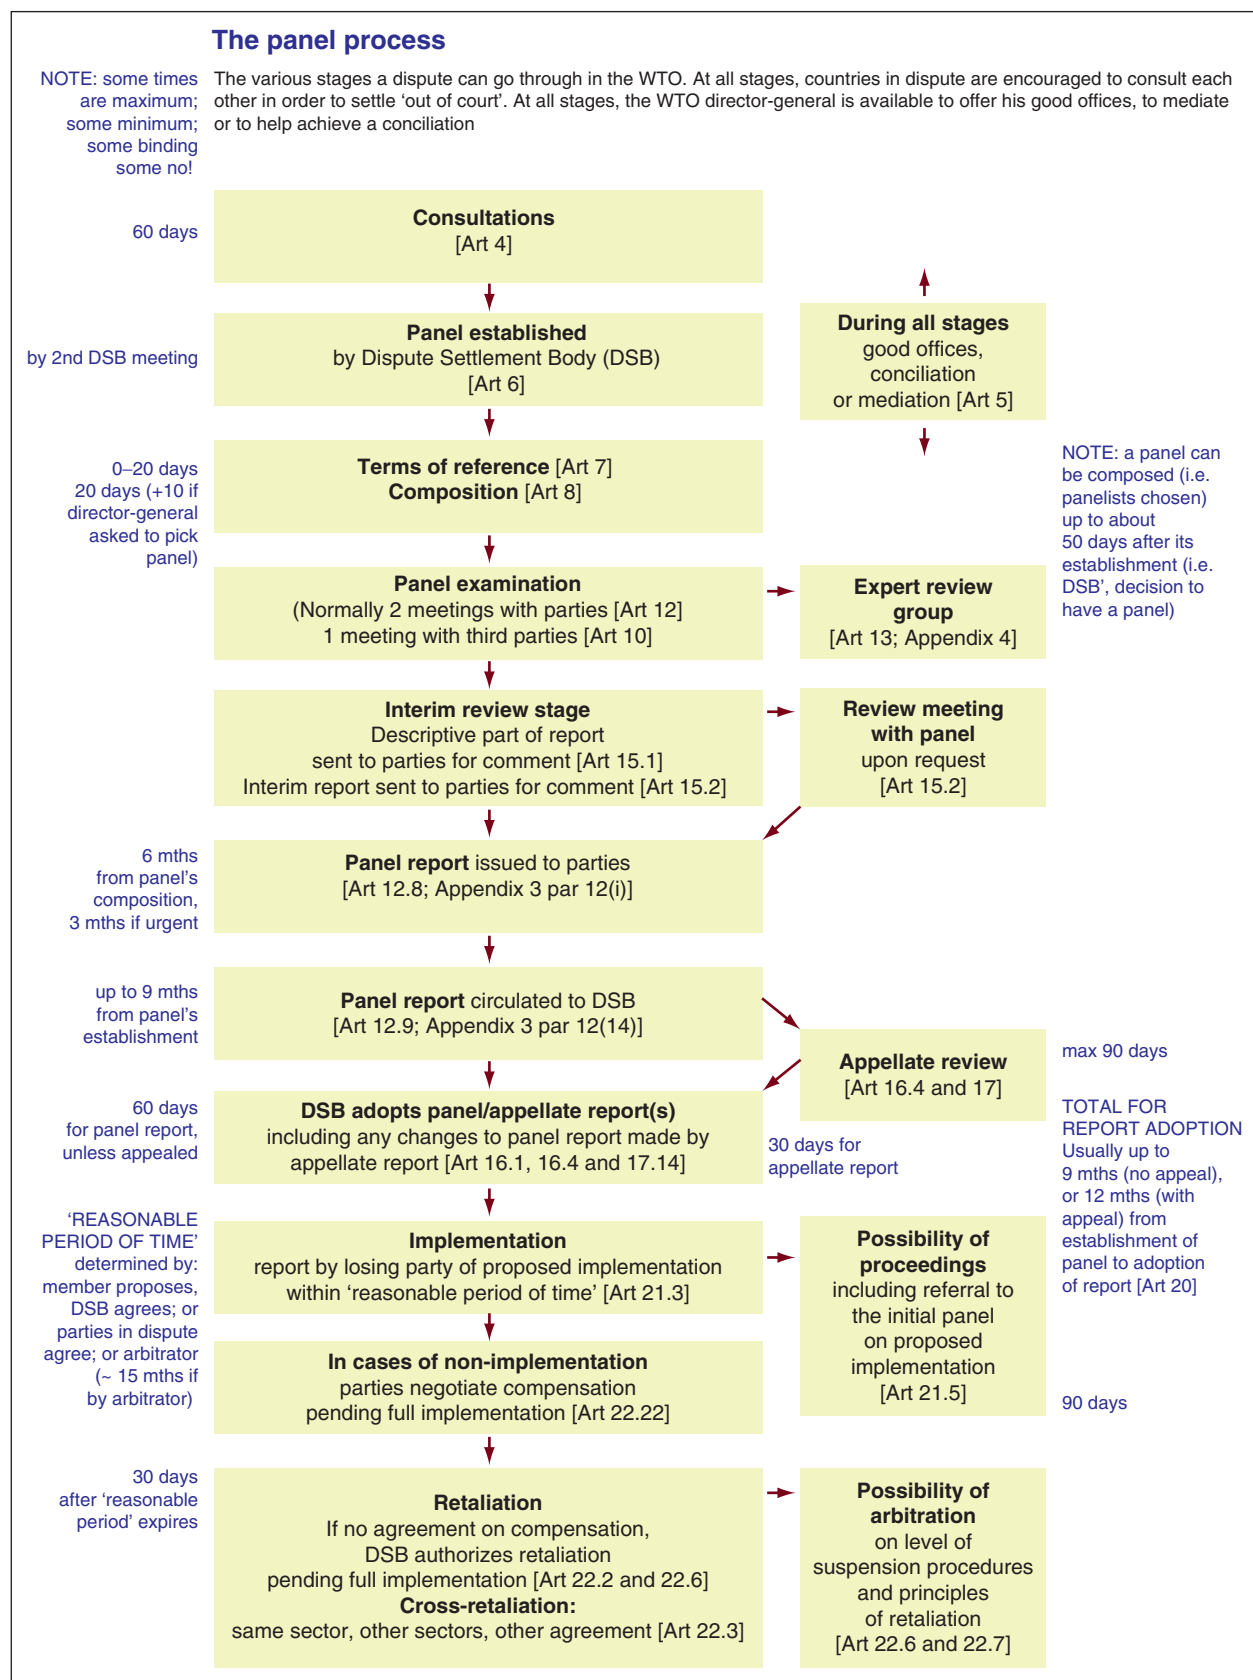 The panel process
NOTE: some times
are maximum;
some minimum;
some binding
some no!
The various stages a dispute can go through in the WTO. At all stages, countries in dispute are encouraged to consult each
other in order to settle ‘out of court’. At all stages, the WTO director-general is available to offer his good offices, to mediate
or to help achieve a conciliation
60 days
Consultations
[Art 4]
by 2nd DSB meeting
Panel established
by Dispute Settlement Body (DSB)
[Art 6]
During all stages
good offices,
conciliation
or mediation [Art 5]
0–20 days
20 days (+10 if
director-general
asked to pick
panel)
Terms of reference [Art 7]
Composition [Art 8]
NOTE: a panel can
be composed (i.e.
panelists chosen)
up to about
50 days after its
establishment (i.e.
DSB’, decision to
have a panel)
Panel examination
(Normally 2 meetings with parties [Art 12]
1 meeting with third parties [Art 10]
Expert review
group
[Art 13; Appendix 4]
Interim review stage
Descriptive part of report
sent to parties for comment [Art 15.1]
Interim report sent to parties for comment [Art 15.2]
Review meeting
with panel
upon request
[Art 15.2]
6 mths
from panel’s
composition,
3 mths if urgent
Panel report issued to parties
[Art 12.8; Appendix 3 par 12(i)]
up to 9 mths
from panel’s
establishment
Panel report circulated to DSB
[Art 12.9; Appendix 3 par 12(14)]
Appellate review
[Art 16.4 and 17]
max 90 days
60 days
for panel report,
unless appealed
DSB adopts panel/appellate report(s)
including any changes to panel report made by
appellate report [Art 16.1, 16.4 and 17.14]
30 days for
appellate report
TOTAL FOR
REPORT ADOPTION
Usually up to
9 mths (no appeal),
or 12 mths (with
appeal) from
establishment of
panel to adoption
of report [Art 20]
‘REASONABLE
PERIOD OF TIME’
determined by:
member proposes,
DSB agrees; or
parties in dispute
agree; or arbitrator
(~ 15 mths if
by arbitrator)
Implementation
report by losing party of proposed implementation
within ‘reasonable period of time’ [Art 21.3]
Possibility of
proceedings
including referral to
the initial panel
on proposed
implementation
[Art 21.5]
In cases of non-implementation
parties negotiate compensation
pending full implementation [Art 22.22]
90 days
30 days
after ‘reasonable
period’ expires
Retaliation
If no agreement on compensation,
DSB authorizes retaliation
pending full implementation [Art 22.2 and 22.6]
Cross-retaliation:
same sector, other sectors, other agreement [Art 22.3]
Possibility of
arbitration
on level of
suspension procedures
and principles
of retaliation
[Art 22.6 and 22.7]